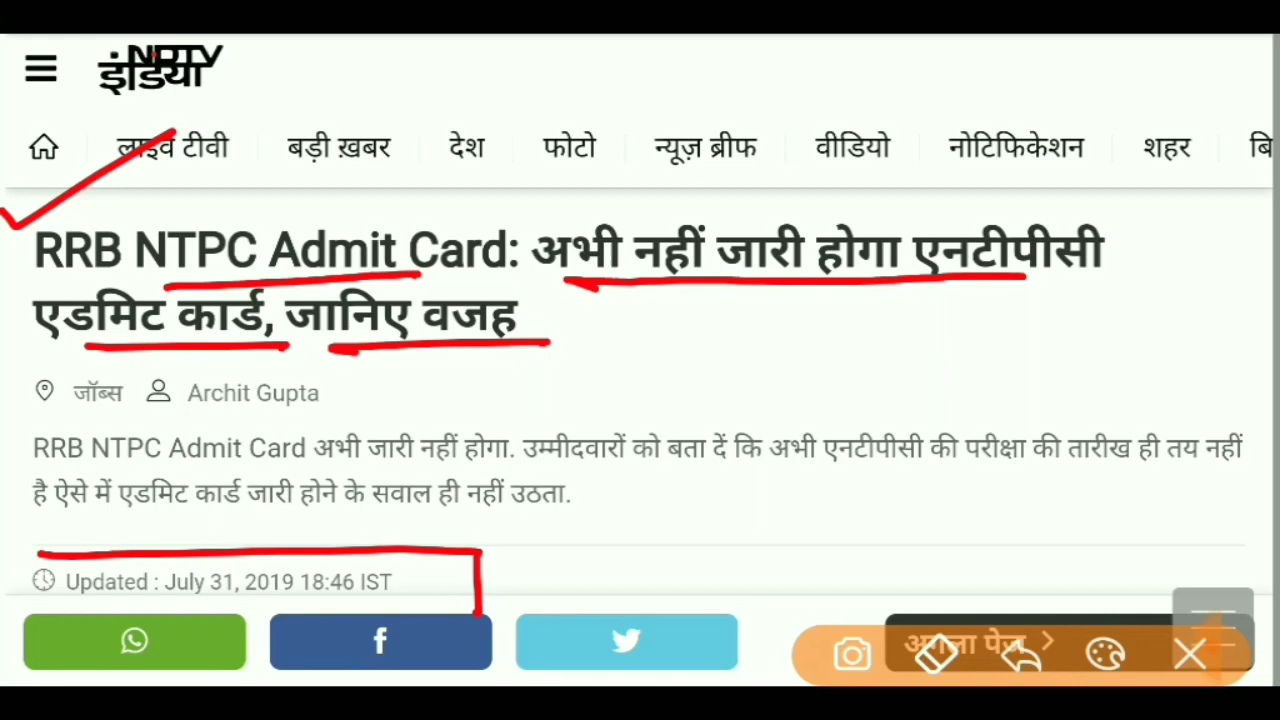 NDTV
इंडिया
लाइव टीवी बड़ी ख़बर देश फोटो न्यूज़ ब्रीफ वीडियो नोटिफिकेशन शहर बि
RRB NTPC Admit Card: अभी नहीं जारी होगा एनटीपीसी
एडमिट कार्ड, जानिए वजह
जॉब्स Archit Gupta
RRB NTPC Admit Card अभी जारी नहीं होगा. उम्मीदवारों को बता दें कि अभी एनटीपीसी की परीक्षा की तारीख ही तय नहीं
है ऐसे में एडमिट कार्ड जारी होने के सवाल ही नहीं उठता.
Updated : July 31, 2019 18:46 IST
अगला पेज